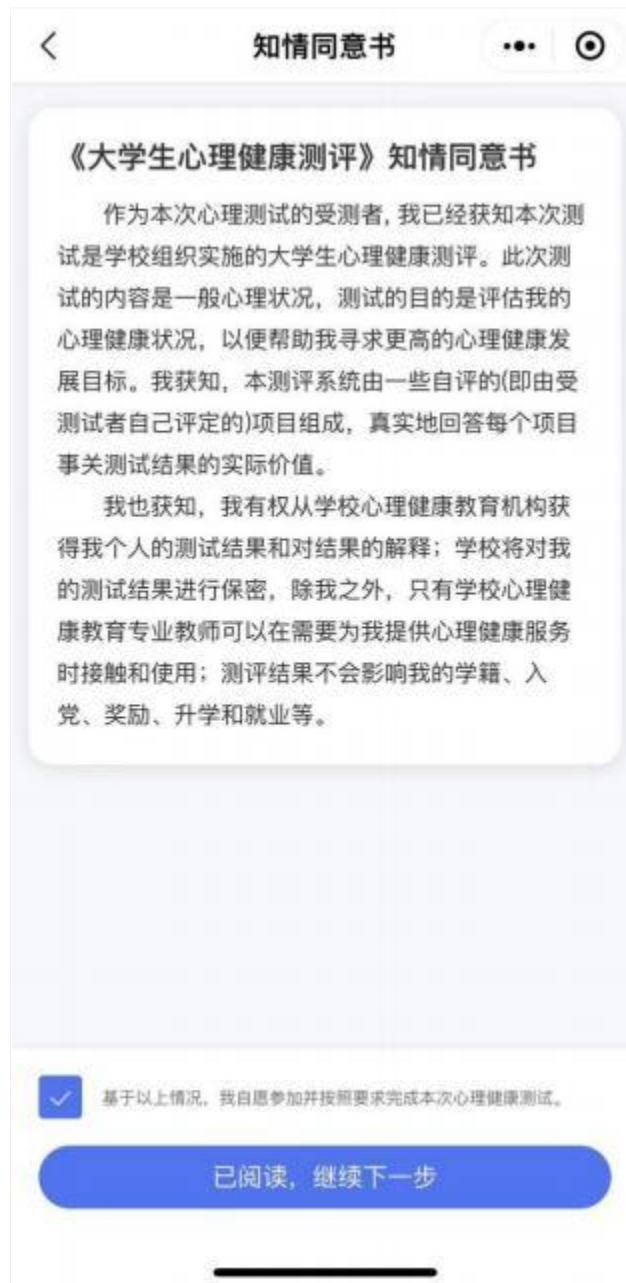 知情同意书
《大学生心理健康测评》知情同意书
作为本次心理测试的受测者,我已经获知本次测
试是学校组织实施的大学生心理健康测评。此次测
试的内容是一般心理状况，测试的目的是评估我的
心理健康状况，以便帮助我寻求更高的心理健康发
展目标。我获知，本测评系统由一些自评的(即由受
测试者自己评定的)项目组成，真实地回答每个项目
事关测试结果的实际价值。
我也获知，我有权从学校心理健康教育机构获
得我个人的测试结果和对结果的解释；学校将对我
的测试结果进行保密，除我之外，只有学校心理健
康教育专业教师可以在需要为我提供心理健康服务
时接触和使用；测评结果不会影响我的学籍、入
党、奖励、升学和就业等。
基于以上情况，我自愿参加并按照要求完成本次心理健康测试。
已阅读，继续下一步